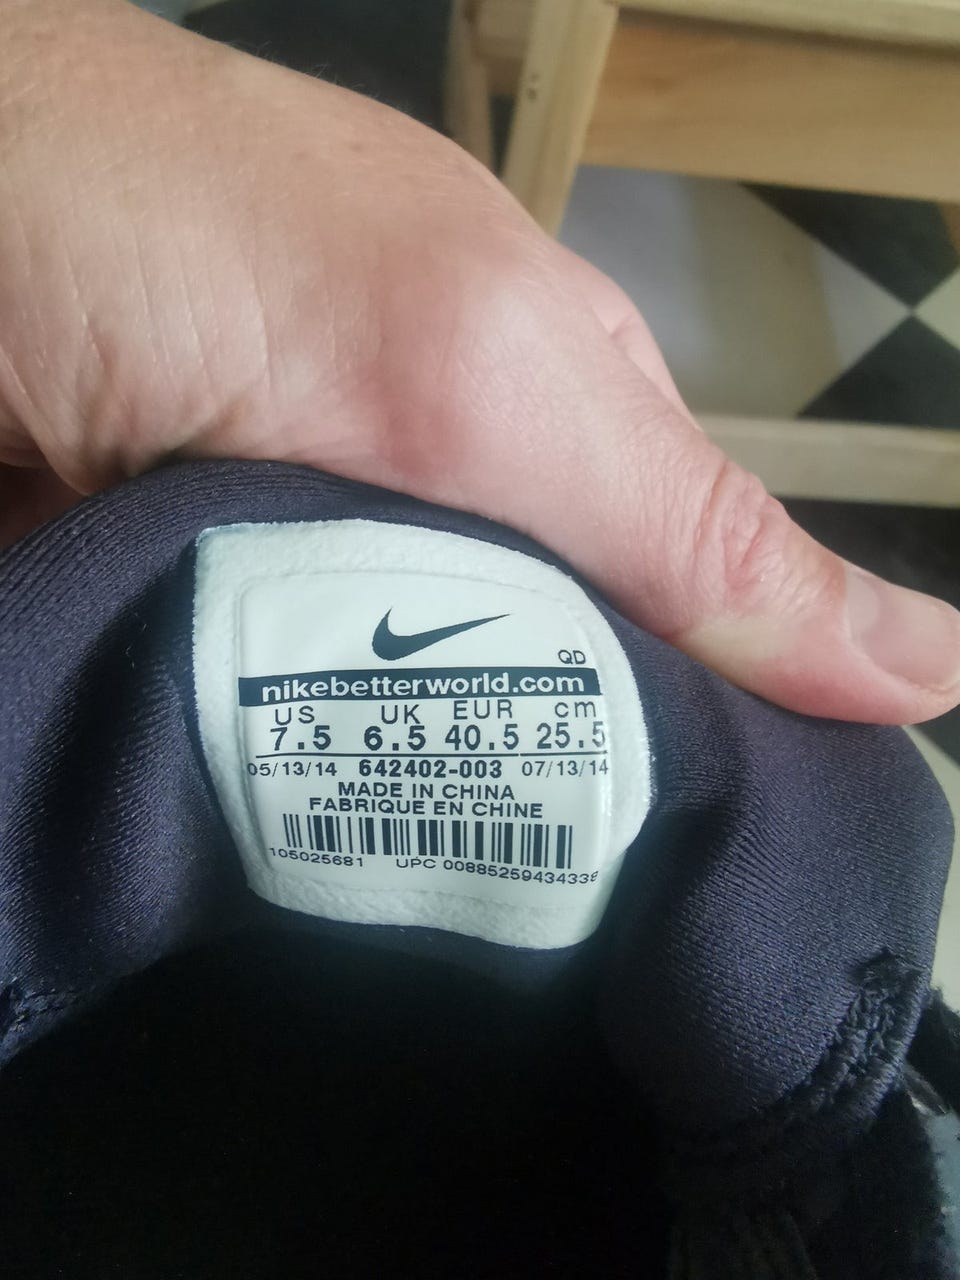 QD
nikebetterworld.com
US UK EUR cm
7.5 6.5 40.5 25.5
05/13/14 642402-003 07/13/14
MADE IN CHINA
FABRIQUE EN CHINE
105025681 UPC 00885259434338